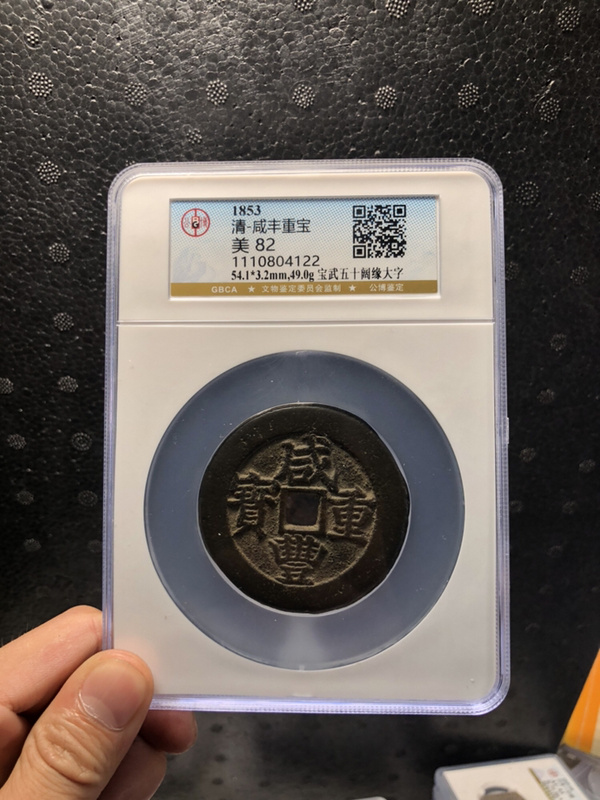 1853
清-咸丰重宝
美 82
1110804122
54.1*3.2mm,49.0g 宝武五十阔缘大字
GBCA ★ 文物鉴定委员会监制 ★ 公博鉴定
咸豐重寶